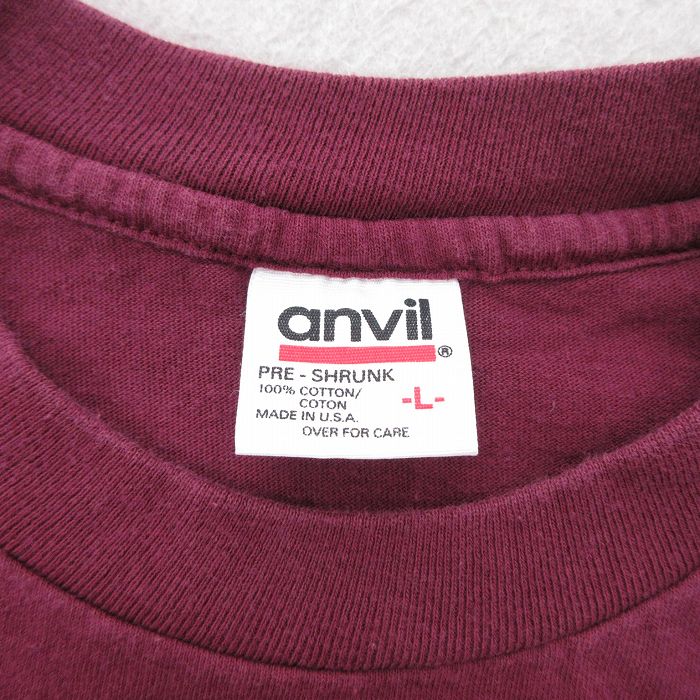 anvil®
PRE - SHRUNK
100% COTTON/
COTON
-L-
MADE IN U.S.A.
OVER FOR CARE